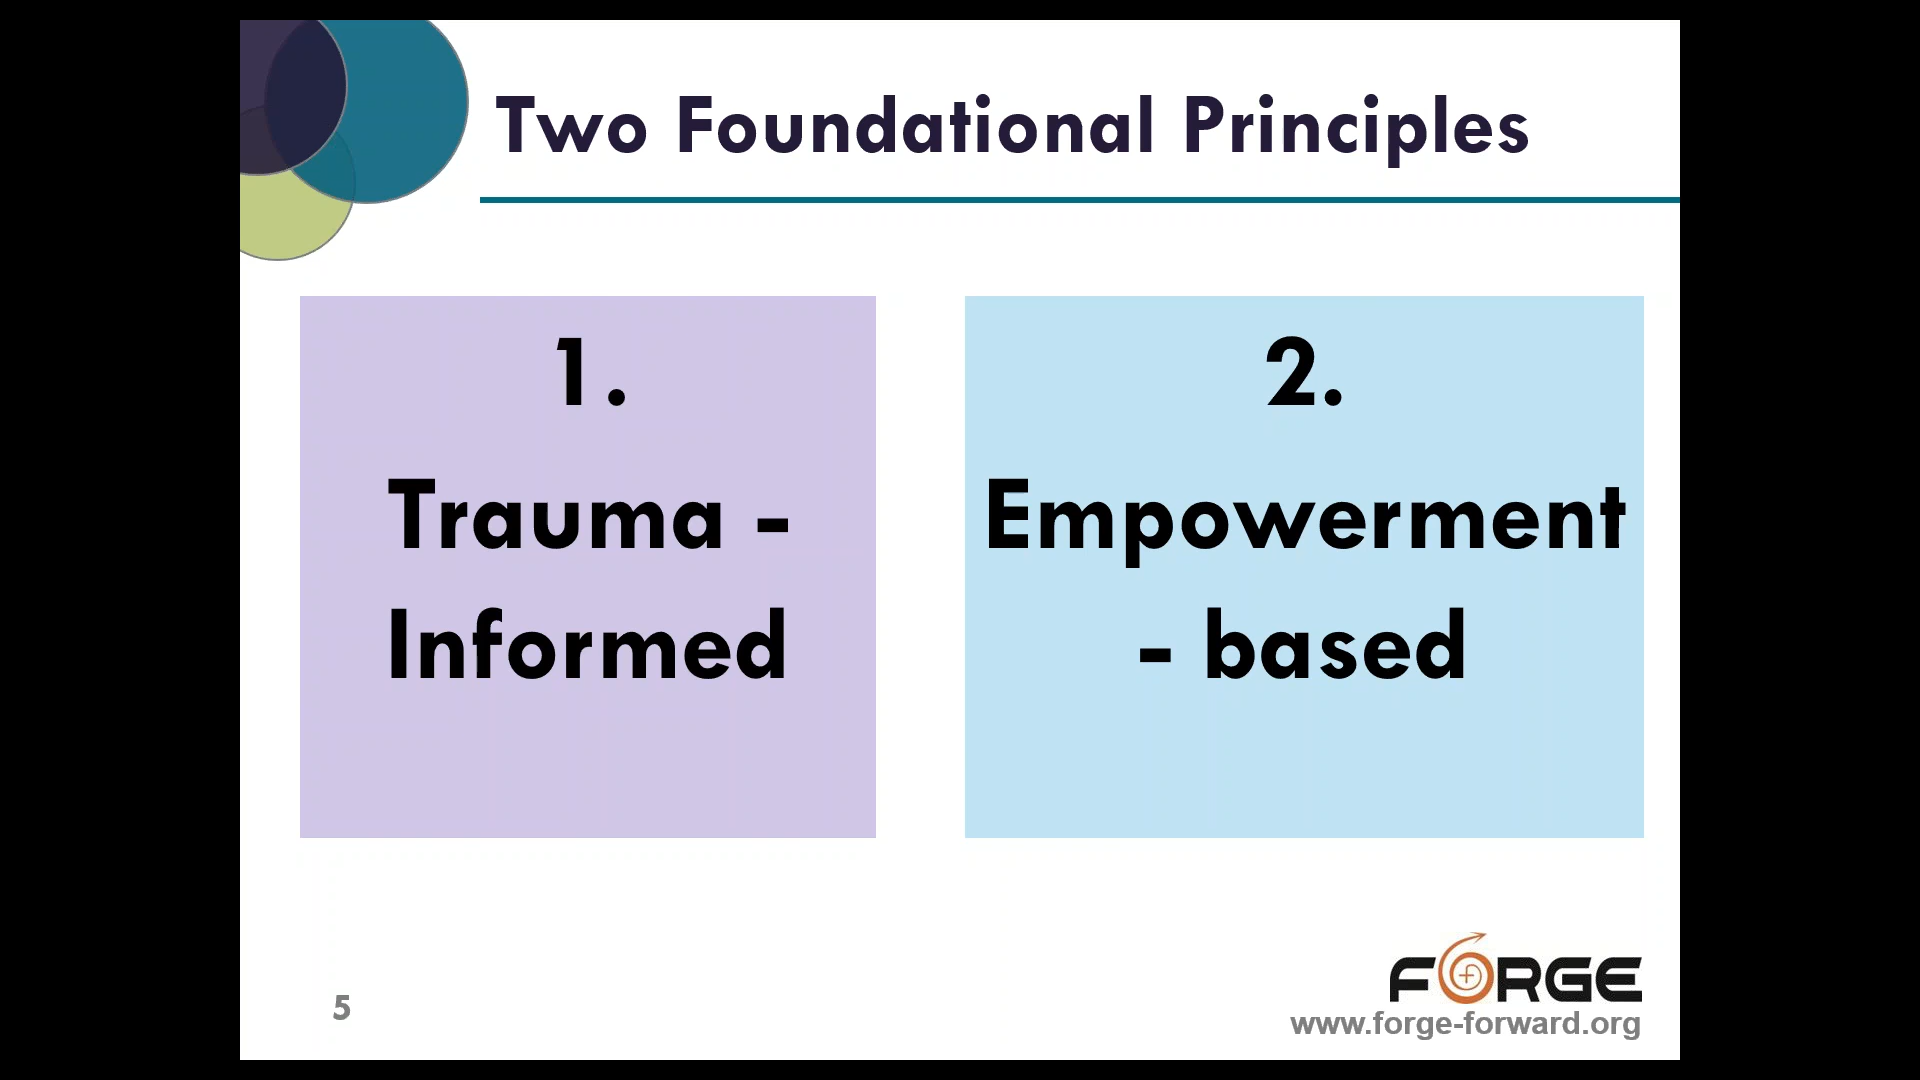 Two Foundational Principles
1.
Trauma -
Informed
2.
Empowerment
- based
5
FORGE
www.forge-forward.org